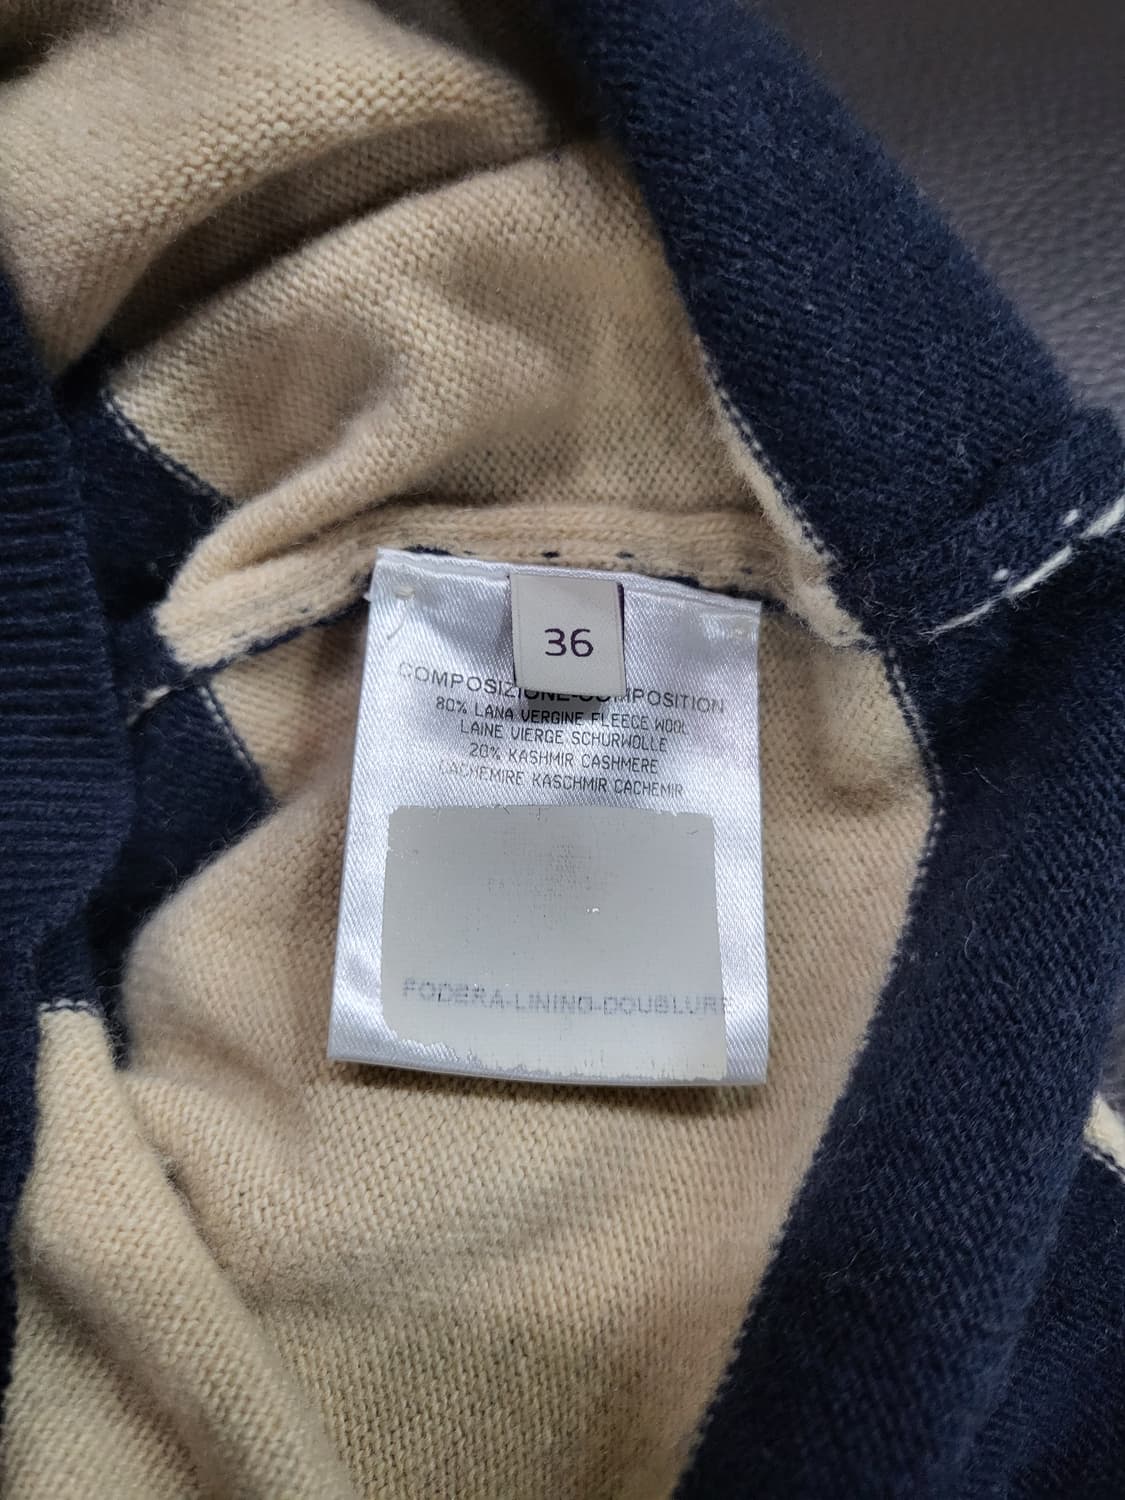 36
COMPOSIZIONE-COMPOSITION
80% LANA VERGINE FLEECE WOOL
LAINE VIERGE SCHURWOLLE
20% KASHMIR CASHMERE
CACHEMIRE KASCHMIR CACHEMIR
FODERA-LINING-DOUBLURE